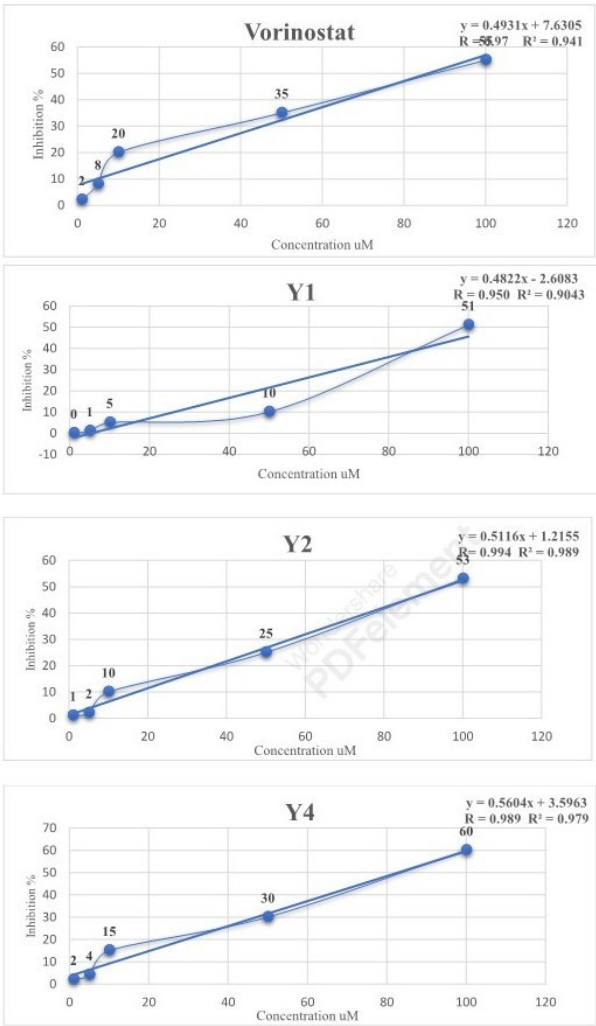 Vorinostat
y = 0.4931x + 7.6305
R = 0.97 R² = 0.941
60
50
40
30
20
10
0
Inhibition %
2
8
20
35
55
0 20 40 60 80 100 120
Concentration uM
Y1
y = 0.4822x - 2.6083
R = 0.950 R² = 0.9043
60
50
40
30
20
10
0
-10
Inhibition %
0
1
5
10
51
20 40 60 80 100 120
Concentration uM
Y2
y = 0.5116x + 1.2155
R= 0.994 R² = 0.989
60
50
40
30
20
10
0
Inhibition %
1
2
10
25
53
0 20 40 60 80 100 120
Concentration uM
Wondershare
PDFelement
Y4
y = 0.5604x + 3.5963
R = 0.989 R² = 0.979
70
60
50
40
30
20
10
0
Inhibition %
2
4
15
30
60
0 20 40 60 80 100 120
Concentration uM